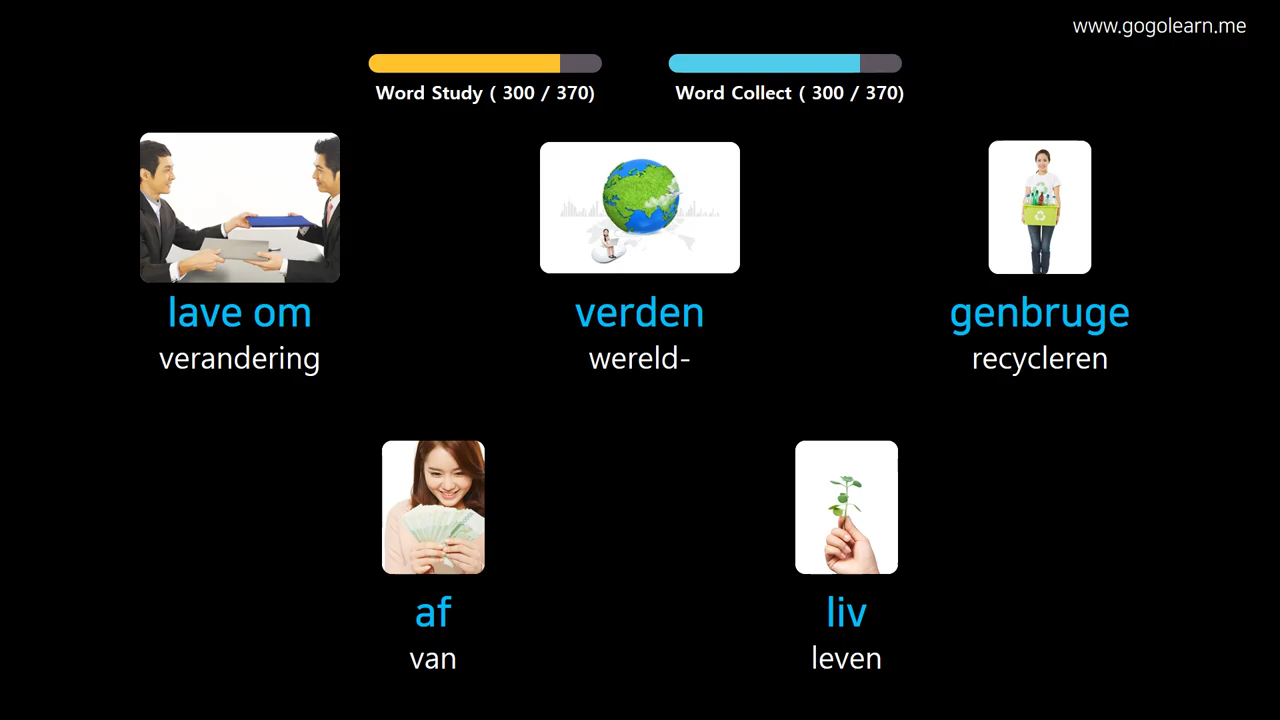 www.gogolearn.me
Word Study ( 300 / 370)
Word Collect ( 300 / 370)
lave om
verandering
verden
wereld-
genbruge
recycleren
af
van
liv
leven